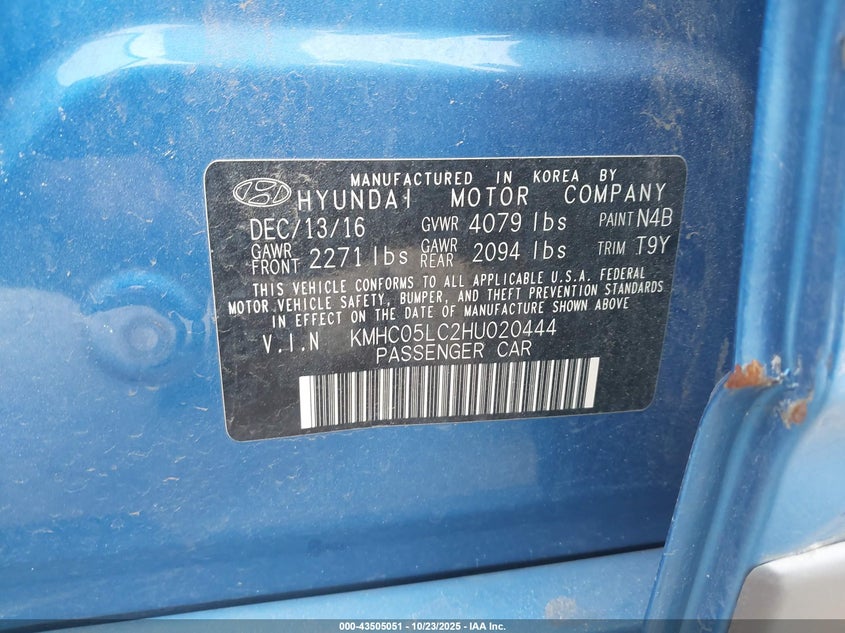 MANUFACTURED IN KOREA BY
HYUNDAI MOTOR COMPANY
DEC/13/16 GVWR 4079 lbs PAINT N4B
GAWR FRONT 2271 lbs GAWR REAR 2094 lbs TRIM T9Y
THIS VEHICLE CONFORMS TO ALL APPLICABLE U.S.A. FEDERAL
MOTOR VEHICLE SAFETY, BUMPER, AND THEFT PREVENTION STANDARDS
IN EFFECT ON THE DATE OF MANUFACTURE SHOWN ABOVE
V.I.N KMHC05LC2HU020444
PASSENGER CAR
000-43505051 - 10/23/2025 - IAA Inc.